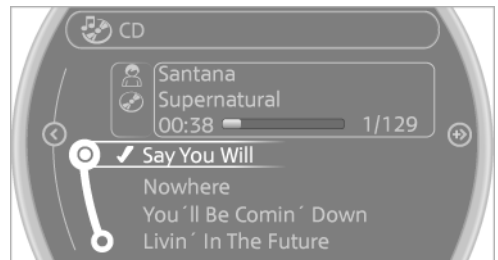 CD
Santana
Supernatural
00:38 1/129
Say You Will
Nowhere
You´ll Be Comin´ Down
Livin´ In The Future